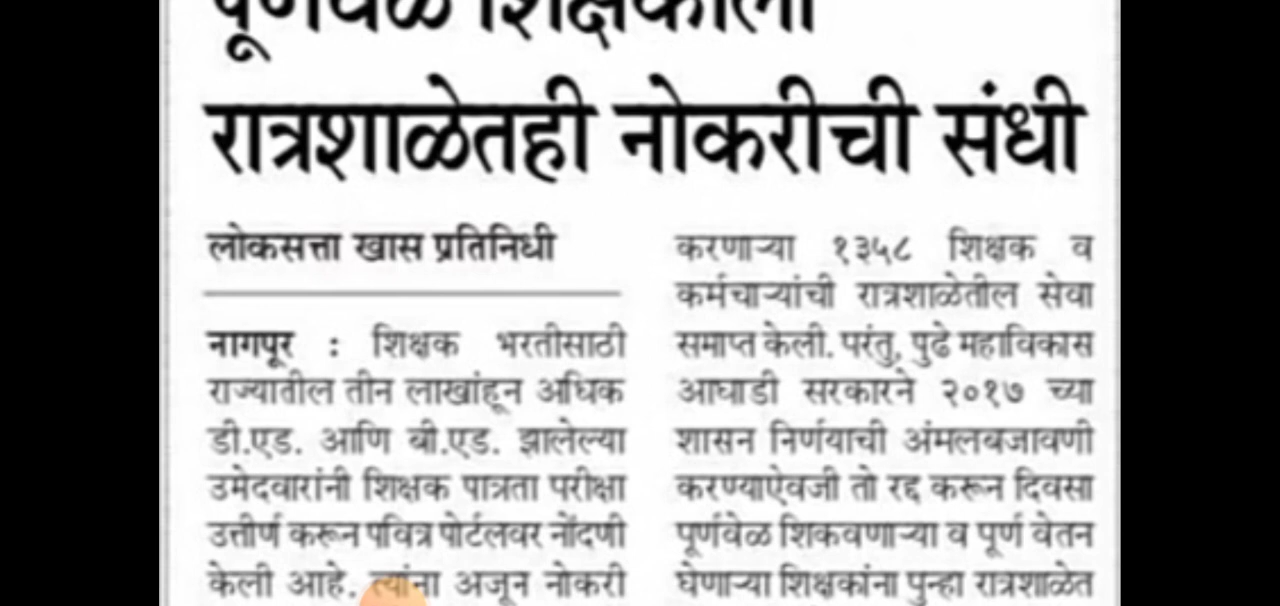 पूर्णवेळ शिक्षकाला
रात्रशाळेतही नोकरीची संधी
लोकसत्ता खास प्रतिनिधी
नागपूर : शिक्षक भरतीसाठी
राज्यातील तीन लाखांहून अधिक
डी.एड. आणि बी.एड. झालेल्या
उमेदवारांनी शिक्षक पात्रता परीक्षा
उत्तीर्ण करून पवित्र पोर्टलवर नोंदणी
केली आहे. त्यांना अजून नोकरी
करणाऱ्या १३५८ शिक्षक व
कर्मचाऱ्यांची रात्रशाळेतील सेवा
समाप्त केली. परंतु, पुढे महाविकास
आघाडी सरकारने २०१७ च्या
शासन निर्णयाची अंमलबजावणी
करण्याऐवजी तो रद्द करून दिवसा
पूर्णवेळ शिकवणाऱ्या व पूर्ण वेतन
घेणाऱ्या शिक्षकांना पुन्हा रात्रशाळेत